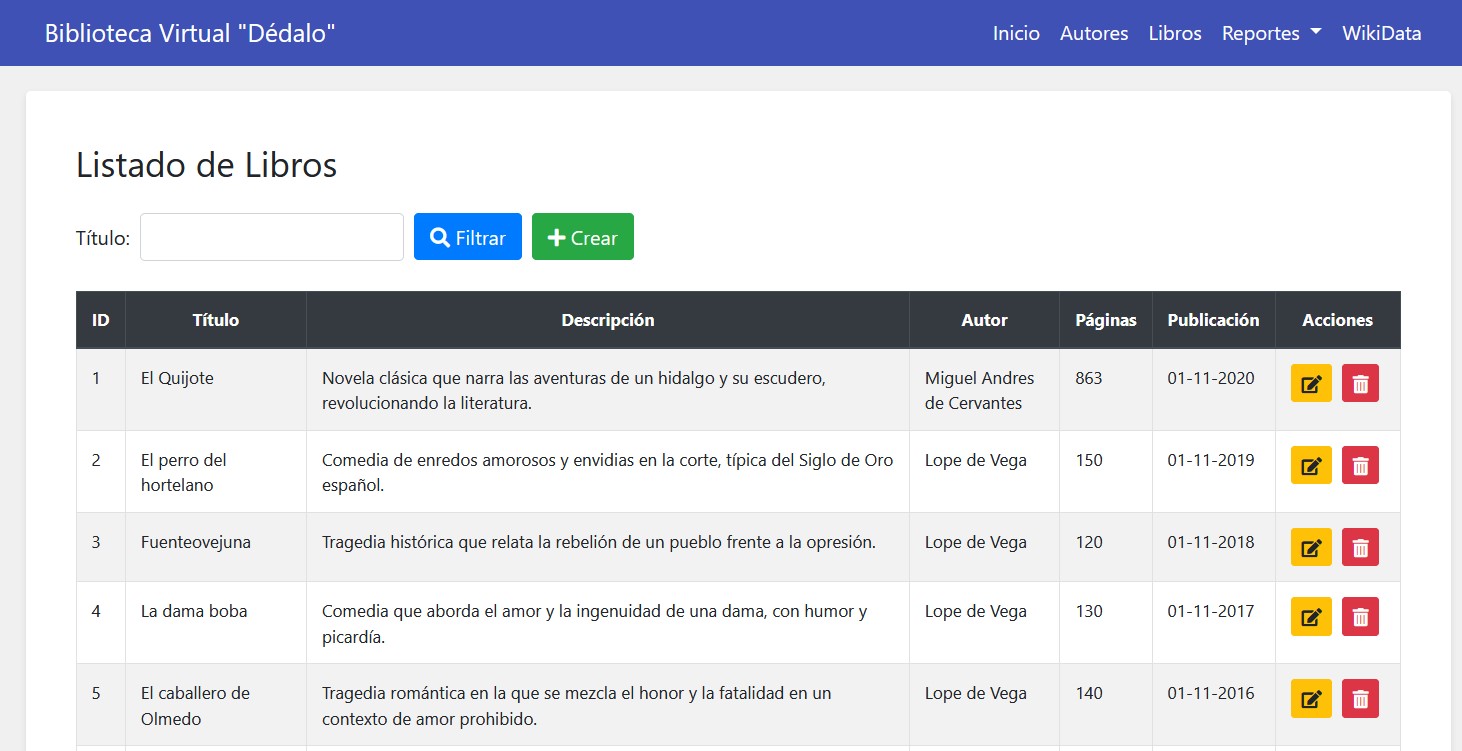 Biblioteca Virtual "Dédalo"
Inicio Autores Libros Reportes WikiData
Listado de Libros
Título: Filtrar Crear
ID Título Descripción Autor Páginas Publicación Acciones
1 El Quijote Novela clásica que narra las aventuras de un hidalgo y su escudero, Miguel Andres 863 01-11-2020
revolucionando la literatura. de Cervantes
2 El perro del Comedia de enredos amorosos y envidias en la corte, típica del Siglo de Oro Lope de Vega 150 01-11-2019
hortelano español.
3 Fuenteovejuna Tragedia histórica que relata la rebelión de un pueblo frente a la opresión. Lope de Vega 120 01-11-2018
4 La dama boba Comedia que aborda el amor y la ingenuidad de una dama, con humor y Lope de Vega 130 01-11-2017
picardía.
5 El caballero de Tragedia romántica en la que se mezcla el honor y la fatalidad en un Lope de Vega 140 01-11-2016
Olmedo contexto de amor prohibido.